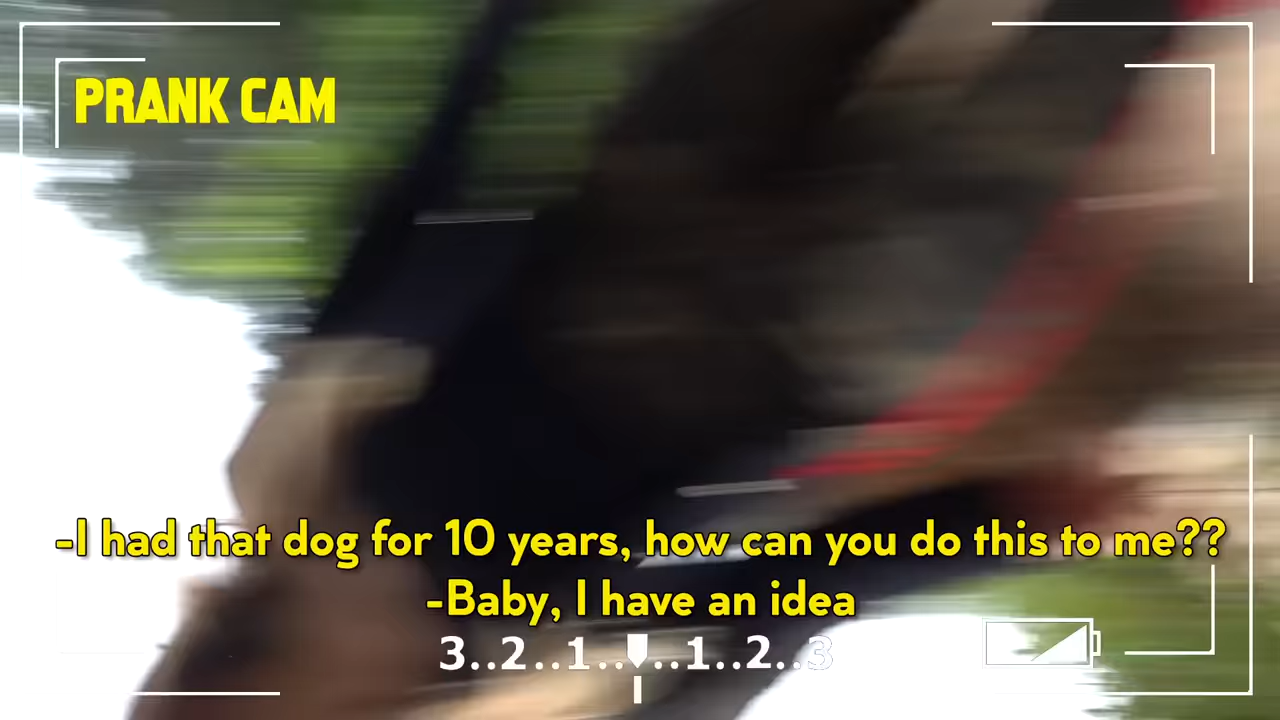 PRANK CAM
-I had that dog for 10 years, how can you do this to me??
-Baby, I have an idea
3..2..1.. ..1..2..3